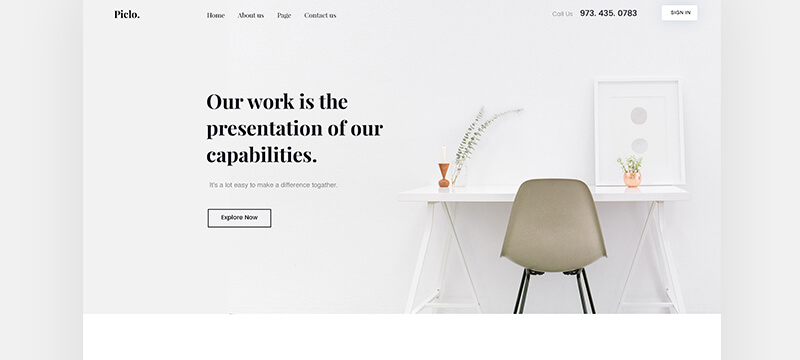 Piclo.
Home About us Page Contact us
Call Us 973. 435. 0783
SIGN IN
Our work is the
presentation of our
capabilities.
It's a lot easy to make a difference togather.
Explore Now